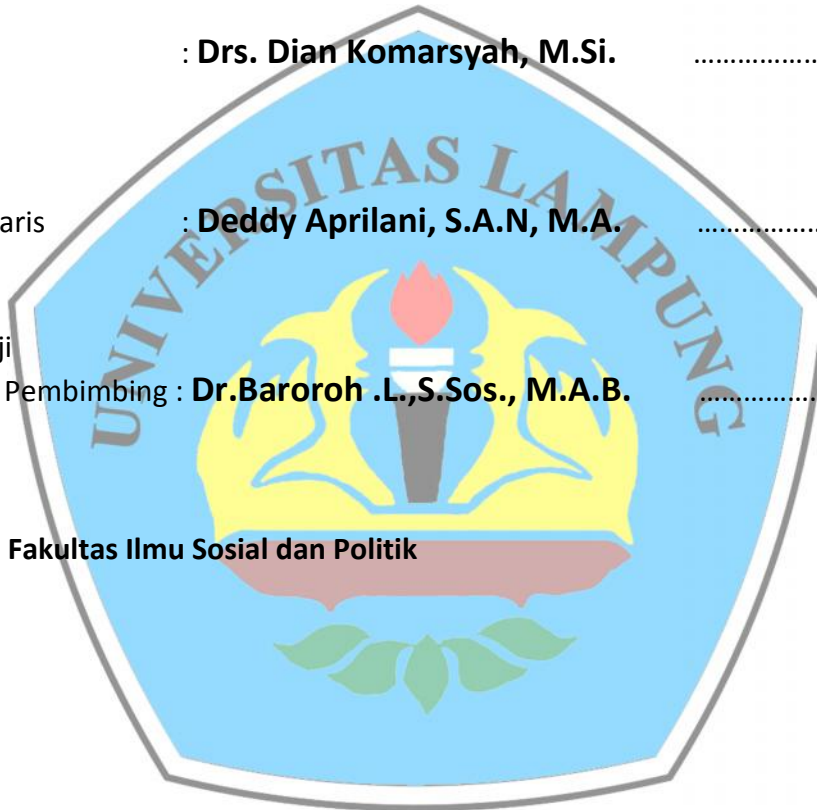 : Drs. Dian Komarsyah, M.Si. ....................
UNIVERSITAS LAMPUNG
aris : Deddy Aprilani, S.A.N, M.A. ....................
ji
Pembimbing : Dr.Baroroh .L.,S.Sos., M.A.B. ....................
Fakultas Ilmu Sosial dan Politik